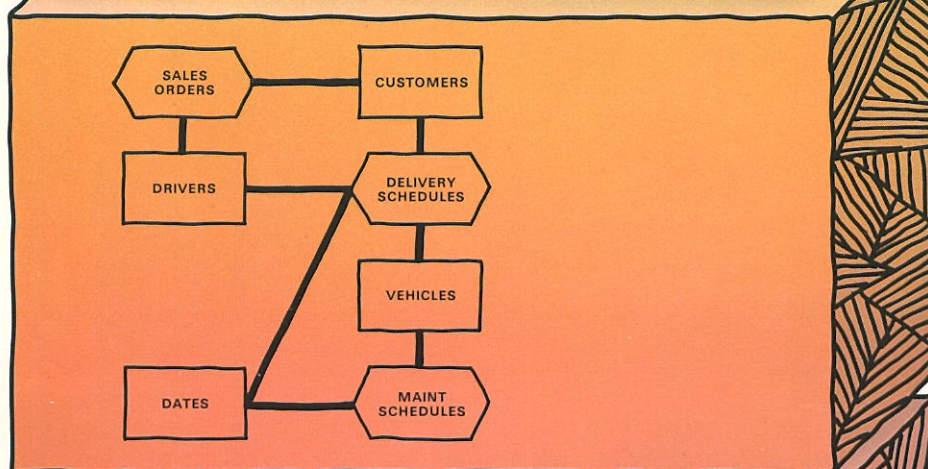 SALES
ORDERS
CUSTOMERS
DRIVERS
DELIVERY
SCHEDULES
VEHICLES
DATES
MAINT
SCHEDULES